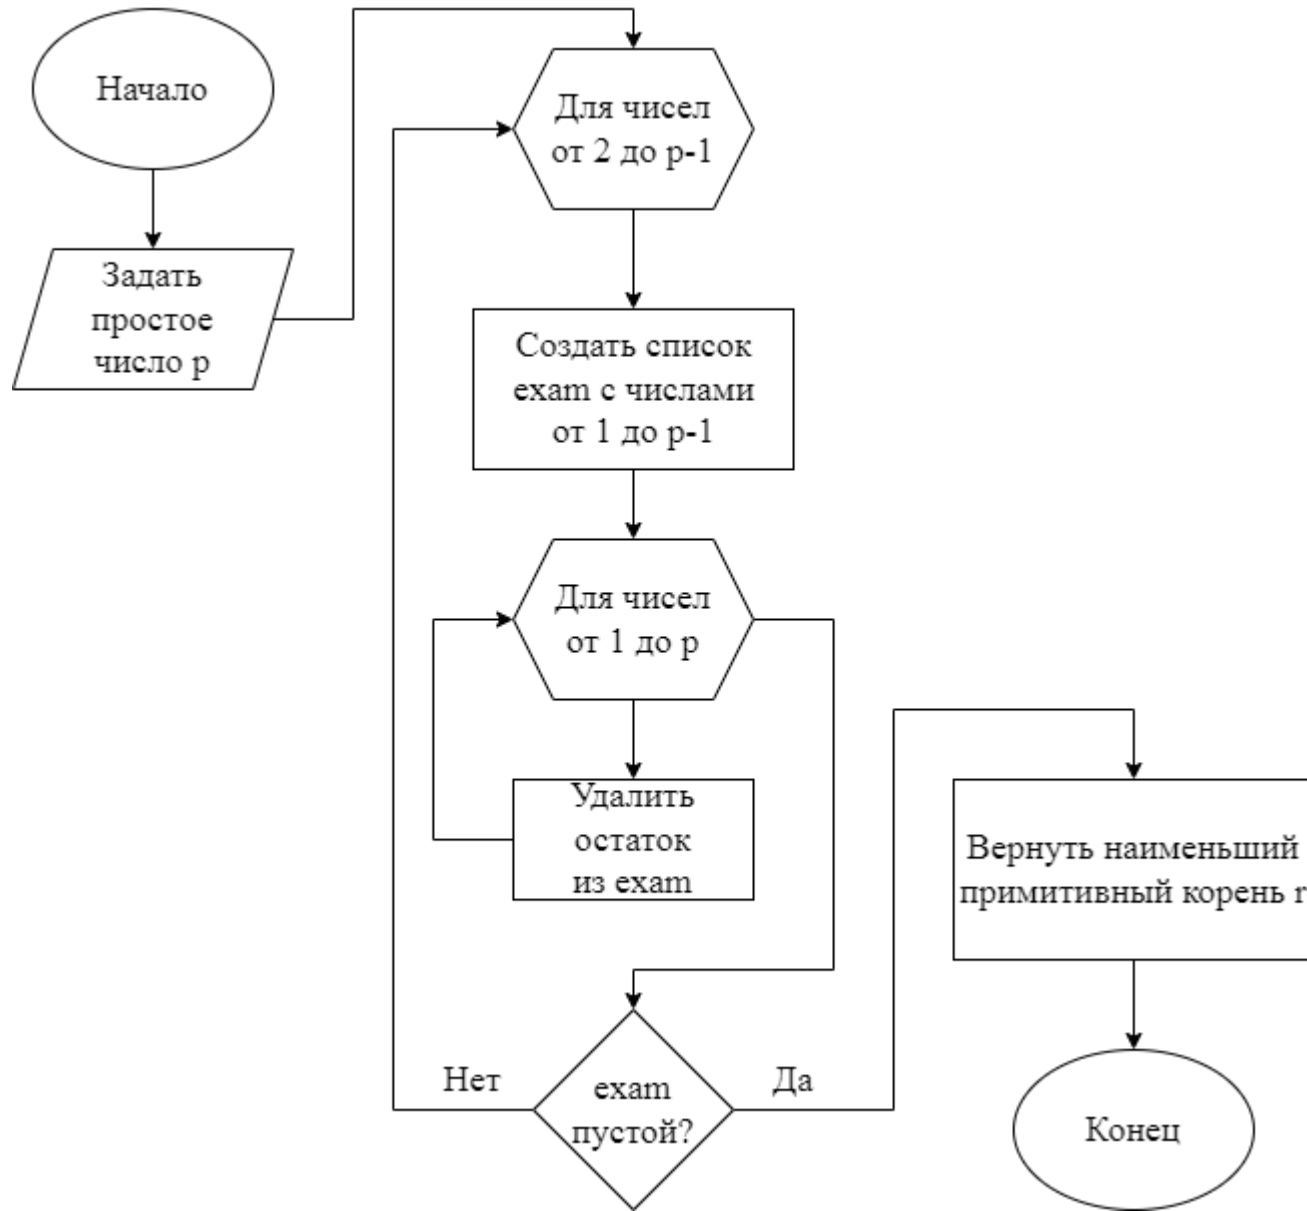 Начало
Задать
простое
число p
Для чисел
от 2 до p-1
Создать список
exam с числами
от 1 до p-1
Для чисел
от 1 до p
Удалить
остаток
из exam
exam
пустой?
Нет
Да
Вернуть наименьший
примитивный корень r
Конец